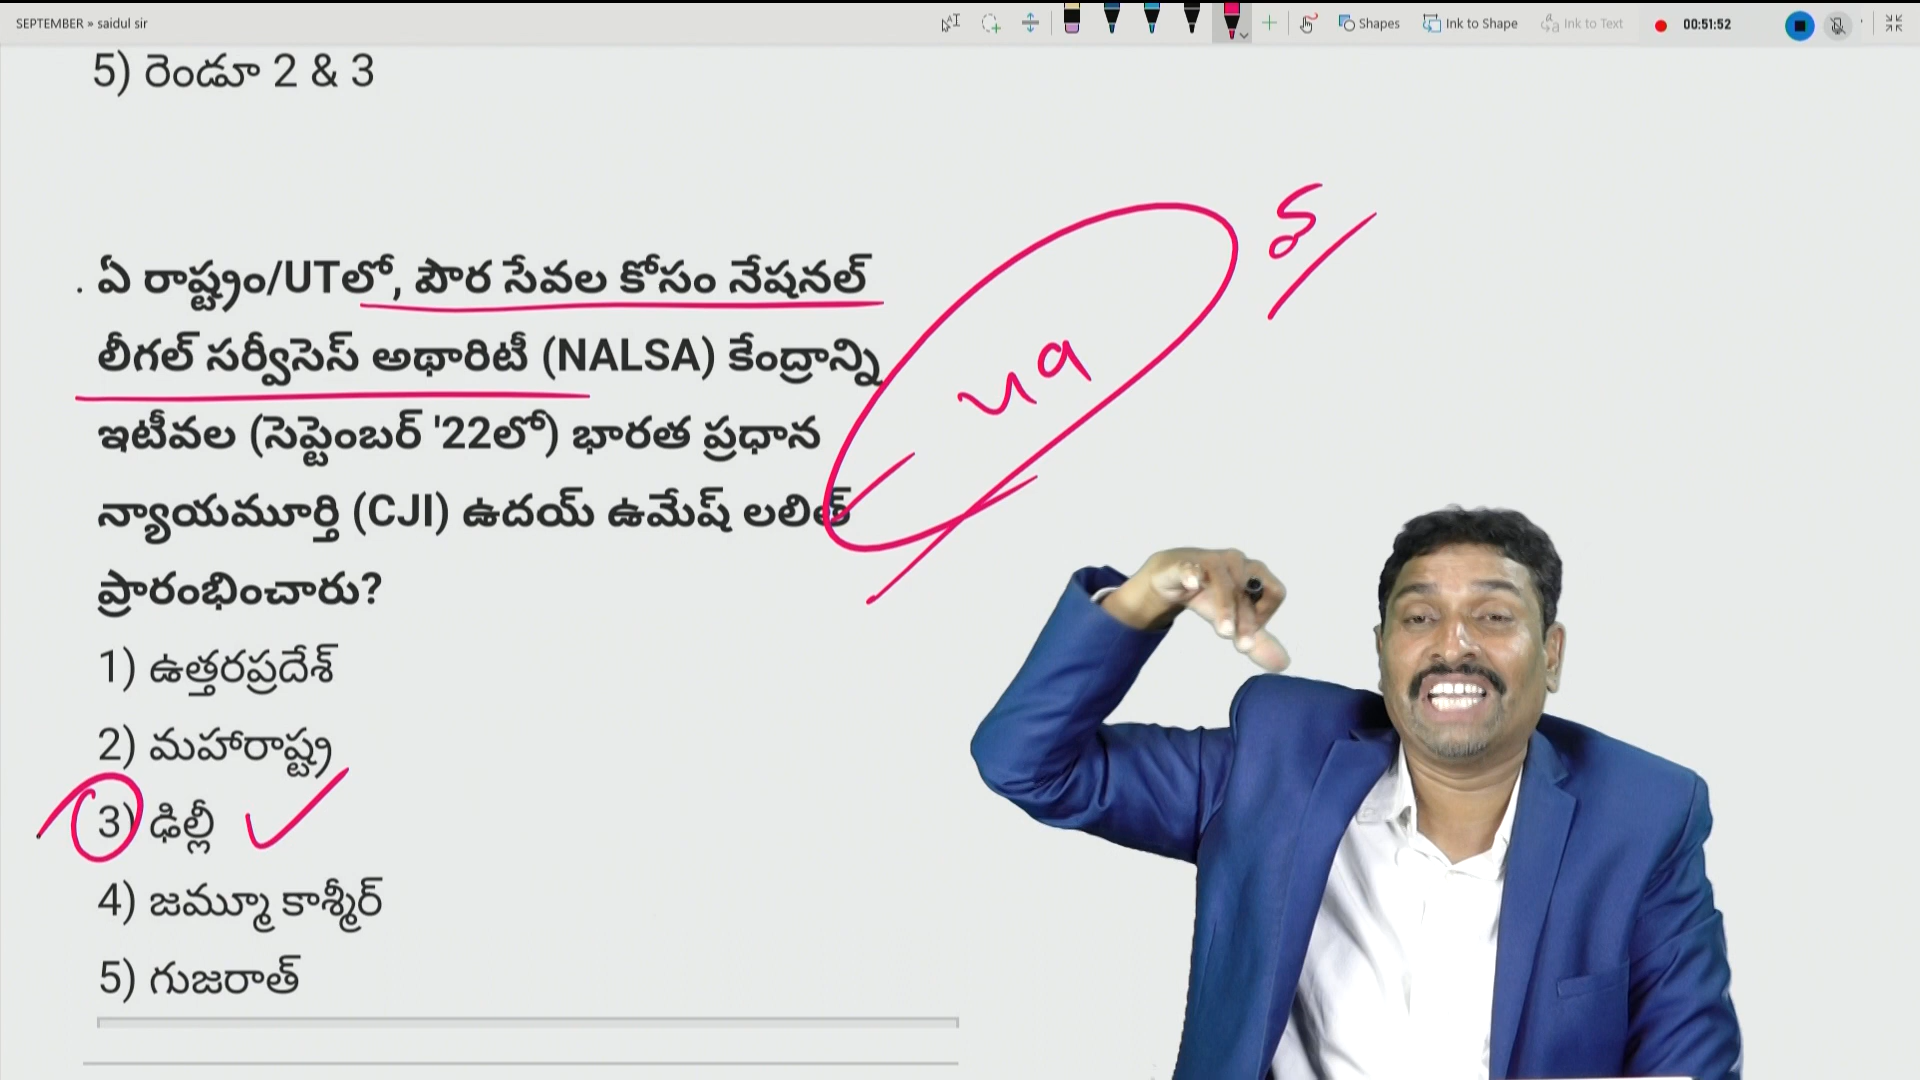 SEPTEMBER » saidul sir
Shapes
Ink to Shape
Ink to Text
00:51:52
5) రెండూ 2 & 3
. ఏ రాష్ట్రం/UTలో, పౌర సేవల కోసం నేషనల్
లీగల్ సర్వీసెస్ అథారిటీ (NALSA) కేంద్రాన్ని
ఇటీవల (సెప్టెంబర్ '22లో) భారత ప్రధాన
న్యాయమూర్తి (CJI) ఉదయ్ ఉమేష్ లలిత్
ప్రారంభించారు?
1) ఉత్తరప్రదేశ్
2) మహారాష్ట్ర
3) ఢిల్లీ
4) జమ్మూ కాశ్మీర్
5) గుజరాత్
49
8